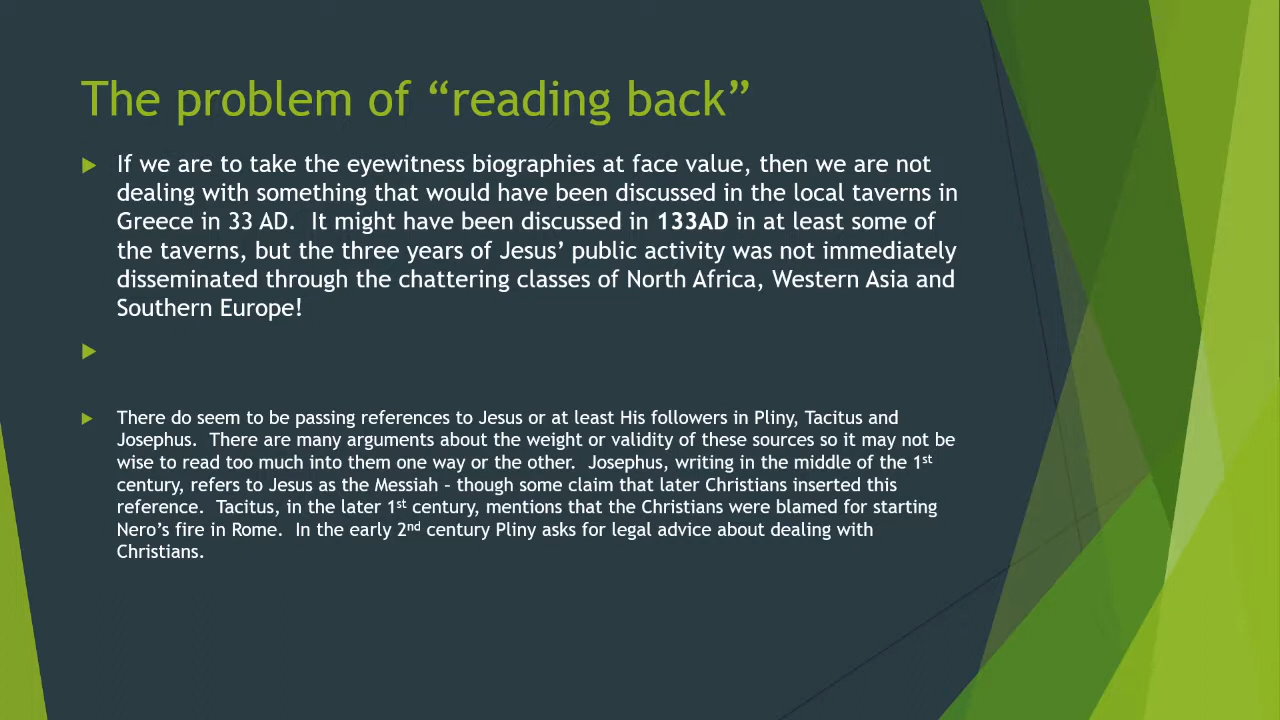 The problem of “reading back”
If we are to take the eyewitness biographies at face value, then we are not
dealing with something that would have been discussed in the local taverns in
Greece in 33 AD.  It might have been discussed in 133AD in at least some of
the taverns, but the three years of Jesus’ public activity was not immediately
disseminated through the chattering classes of North Africa, Western Asia and
Southern Europe!
There do seem to be passing references to Jesus or at least His followers in Pliny, Tacitus and
Josephus.  There are many arguments about the weight or validity of these sources so it may not be
wise to read too much into them one way or the other.  Josephus, writing in the middle of the 1st
century, refers to Jesus as the Messiah – though some claim that later Christians inserted this
reference.  Tacitus, in the later 1st century, mentions that the Christians were blamed for starting
Nero’s fire in Rome.  In the early 2nd century Pliny asks for legal advice about dealing with
Christians.